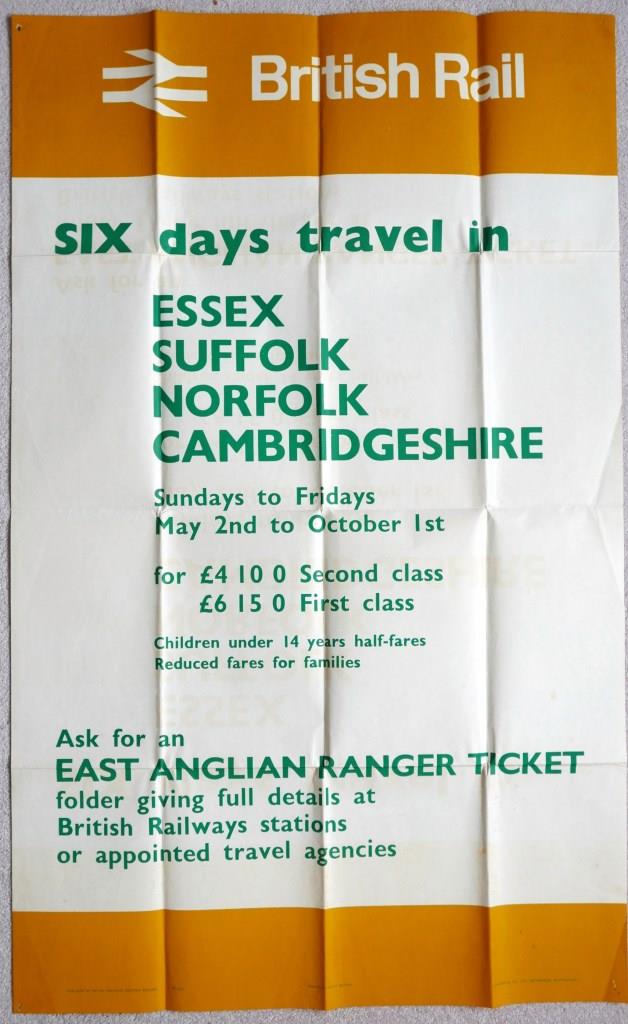 British Rail
SIX days travel in
ESSEX
SUFFOLK
NORFOLK
CAMBRIDGESHIRE
Sundays to Fridays
May 2nd to October 1st
for £4 10 0 Second class
£6 15 0 First class
Children under 14 years half-fares
Reduced fares for families
Ask for an
EAST ANGLIAN RANGER TICKET
folder giving full details at
British Railways stations
or appointed travel agencies